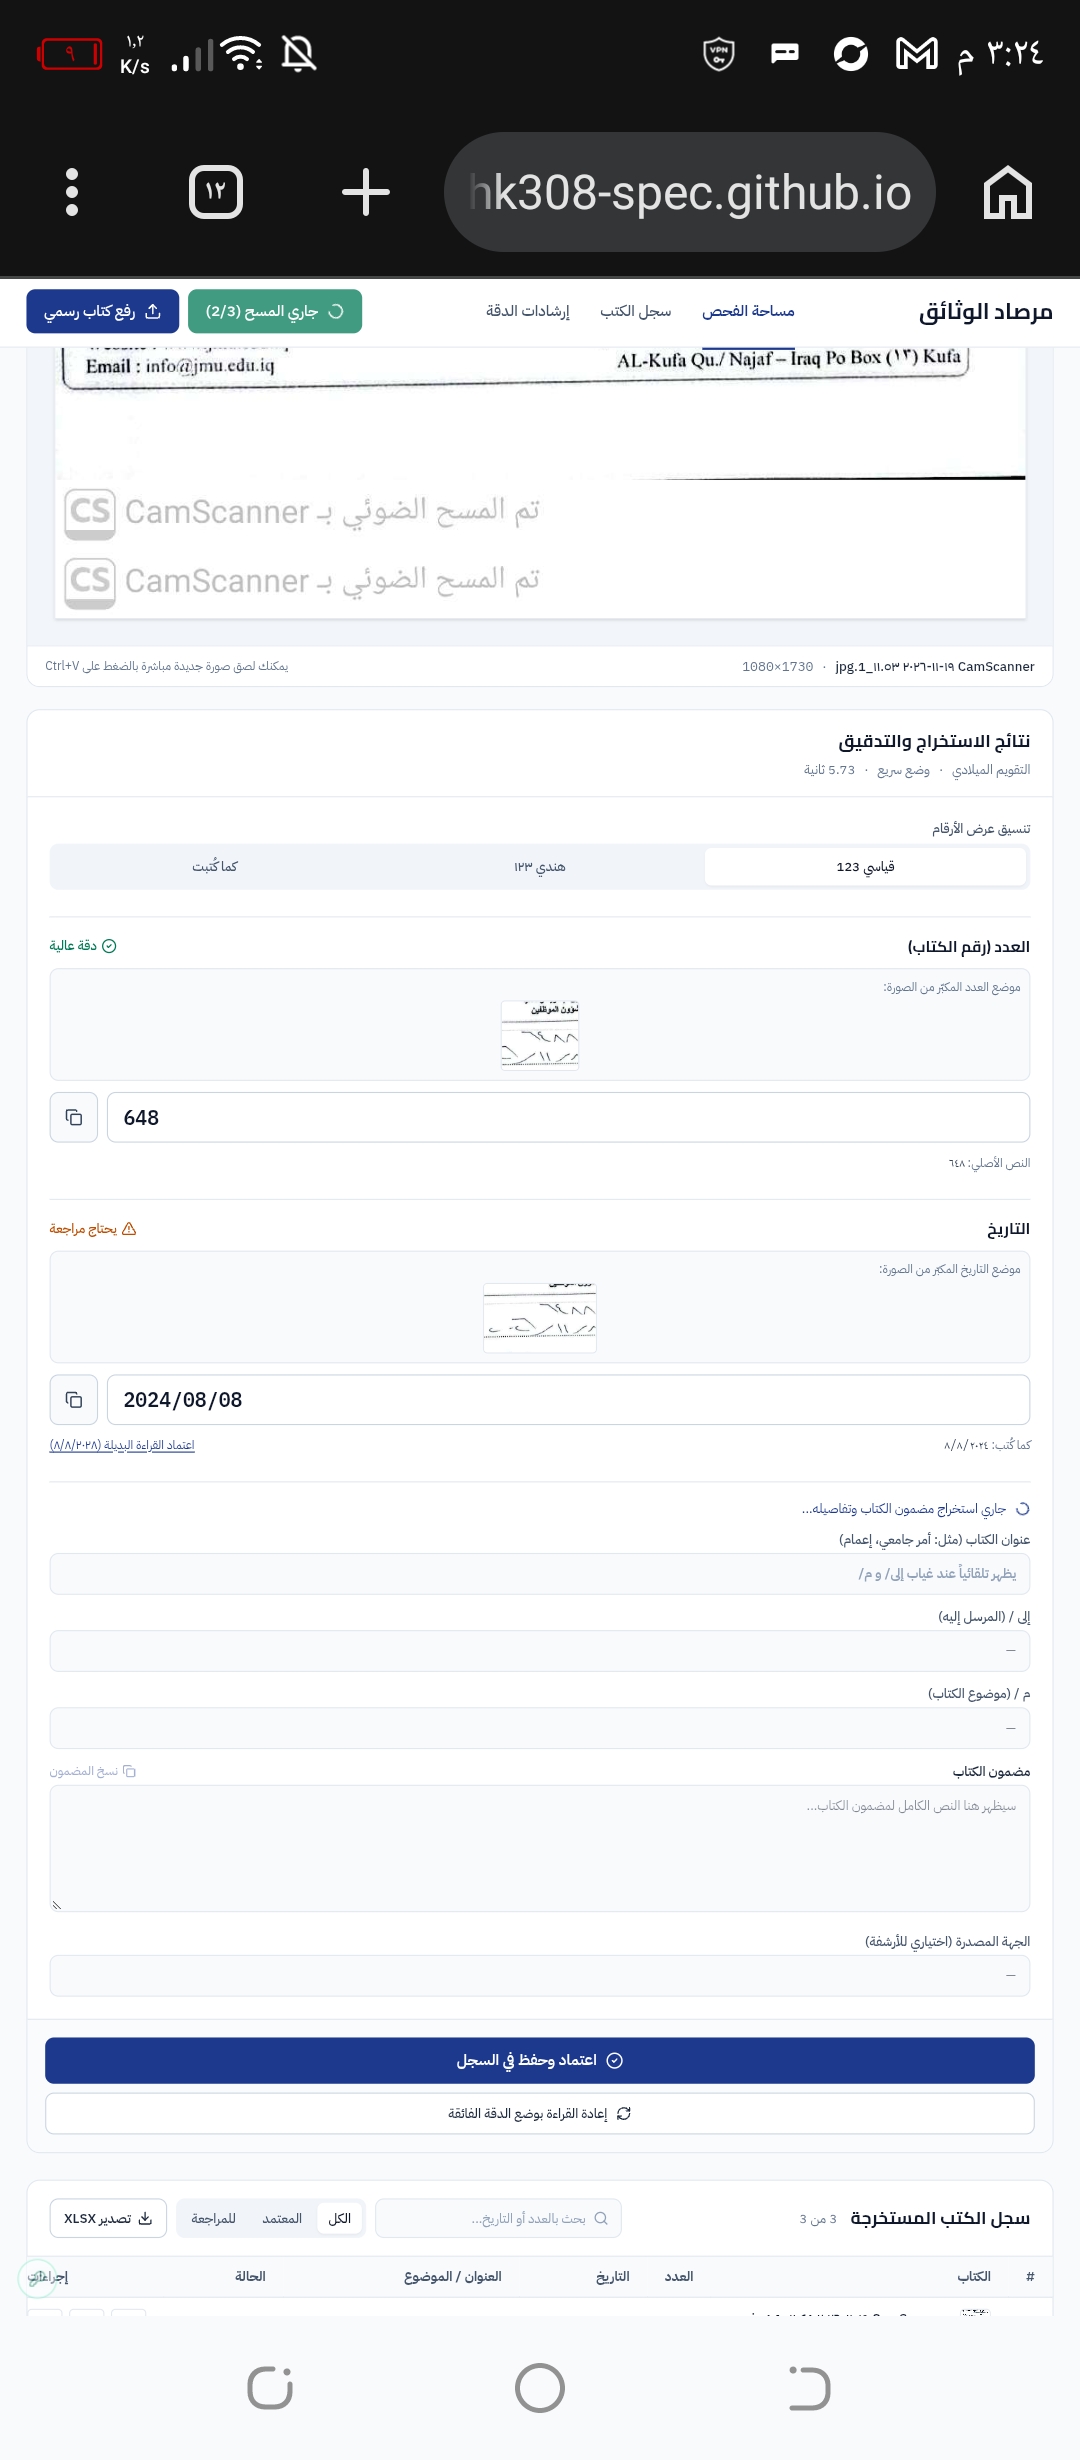 ٣:٢٤ م
VPN
١,٢
K/s
٩
hk308-spec.github.io
١٢
مرصاد الوثائق
مساحة الفحص
سجل الكتب
إرشادات الدقة
جاري المسح (2/3)
رفع كتاب رسمي
Email : info@jmu.edu.iq
AL-Kufa Qu./ Najaf – Iraq Po Box (١٣) Kufa
CS تم المسح الضوئي بـ CamScanner
CS تم المسح الضوئي بـ CamScanner
CamScanner ١٩-١١-٢٠٢٦ ١١.٥٣_1.jpg · 1080×1730
يمكنك لصق صورة جديدة مباشرة بالضغط على Ctrl+V
نتائج الاستخراج والتدقيق
التقويم الميلادي · وضع سريع · 5.73 ثانية
تنسيق عرض الأرقام
قياسي 123
هندي ١٢٣
كما كُتبت
العدد (رقم الكتاب)
دقة عالية
موضع العدد المكبّر من الصورة:
شؤون الموظفين
648
النص الأصلي: ٦٤٨
التاريخ
يحتاج مراجعة
موضع التاريخ المكبّر من الصورة:
2024/08/08
كما كُتب: ٢٠٢٤/٨/٨
اعتماد القراءة البديلة (٨/٨/٢٠٢٨)
جاري استخراج مضمون الكتاب وتفاصيله...
عنوان الكتاب (مثل: أمر جامعي، إعمام)
يظهر تلقائياً عند غياب إلى/ و م/
إلى / (المرسل إليه)
—
م / (موضوع الكتاب)
—
مضمون الكتاب
نسخ المضمون
سيظهر هنا النص الكامل لمضمون الكتاب...
الجهة المصدرة (اختياري للأرشفة)
—
اعتماد وحفظ في السجل
إعادة القراءة بوضع الدقة الفائقة
سجل الكتب المستخرجة
3 من 3
بحث بالعدد أو التاريخ...
الكل
المعتمد
للمراجعة
تصدير XLSX
#
الكتاب
العدد
التاريخ
العنوان / الموضوع
الحالة
إجراءات